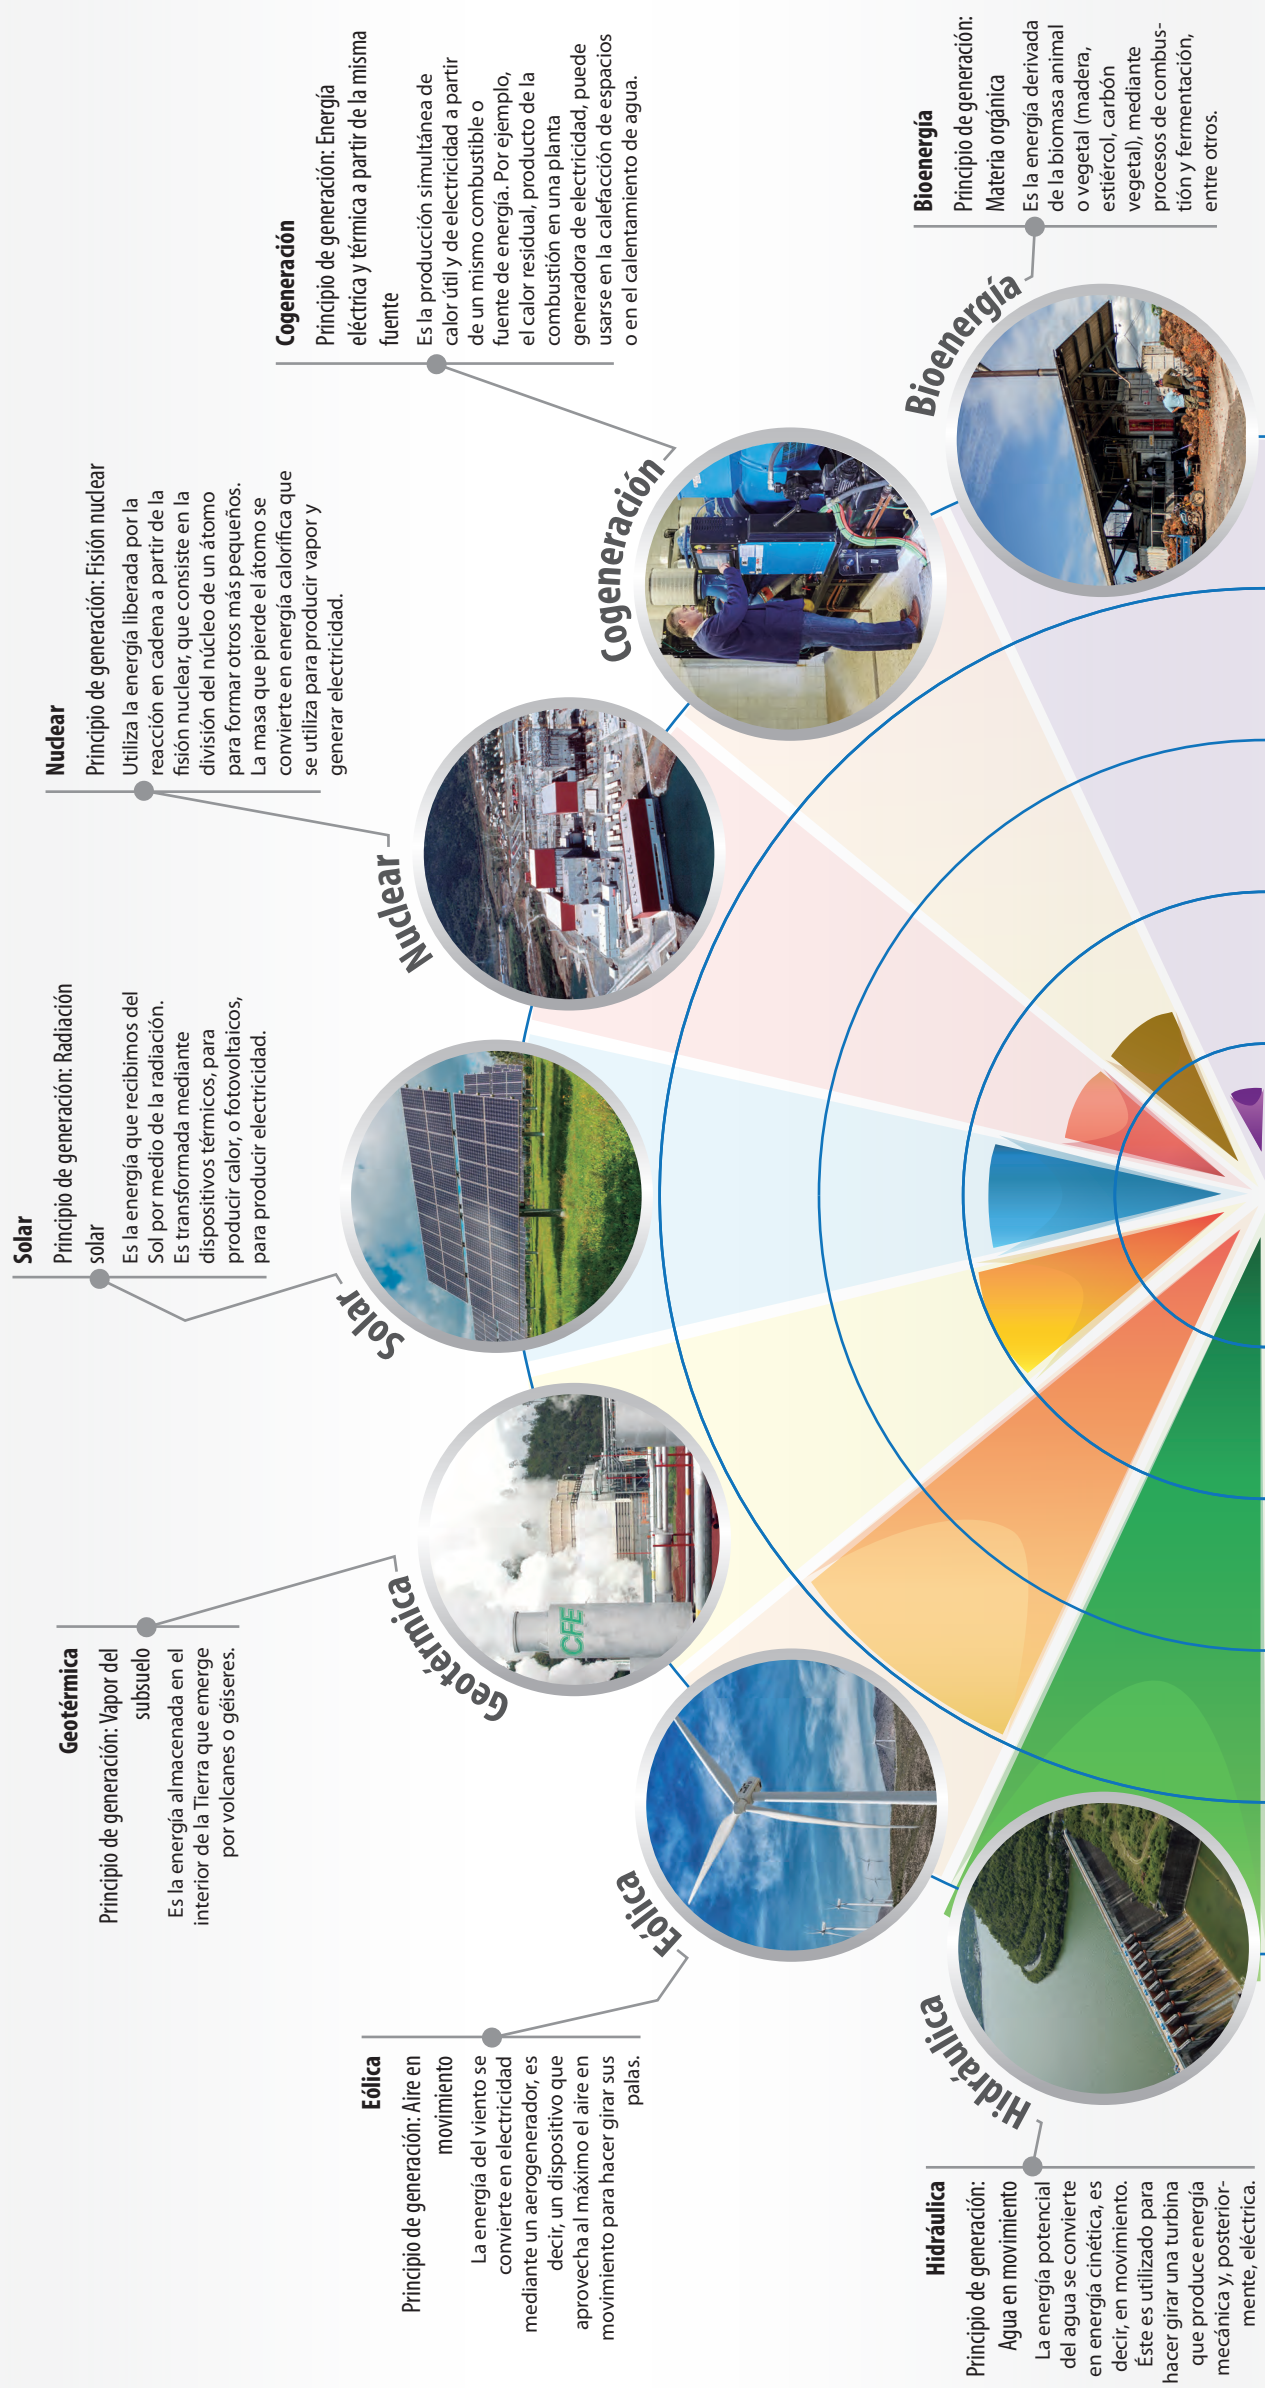 Hidráulica
Principio de generación:
Agua en movimiento
La energía potencial
del agua se convierte
en energía cinética, es
decir, en movimiento.
Éste es utilizado para
hacer girar una turbina
que produce energía
mecánica y, posterior-
mente, eléctrica.
Eólica
Principio de generación: Aire en
movimiento
La energía del viento se
convierte en electricidad
mediante un aerogenerador, es
decir, un dispositivo que
aprovecha al máximo el aire en
movimiento para hacer girar sus
palas.
Geotérmica
Principio de generación: Vapor del
subsuelo
Es la energía almacenada en el
interior de la Tierra que emerge
por volcanes o géiseres.
Solar
Principio de generación: Radiación
solar
Es la energía que recibimos del
Sol por medio de la radiación.
Es transformada mediante
dispositivos térmicos, para
producir calor, o fotovoltaicos,
para producir electricidad.
Nuclear
Principio de generación: Fisión nuclear
Utiliza la energía liberada por la
reacción en cadena a partir de la
fisión nuclear, que consiste en la
división del núcleo de un átomo
para formar otros más pequeños.
La masa que pierde el átomo se
convierte en energía calorífica que
se utiliza para producir vapor y
generar electricidad.
Cogeneración
Principio de generación: Energía
eléctrica y térmica a partir de la misma
fuente
Es la producción simultánea de
calor útil y de electricidad a partir
de un mismo combustible o
fuente de energía. Por ejemplo,
el calor residual, producto de la
combustión en una planta
generadora de electricidad, puede
usarse en la calefacción de espacios
o en el calentamiento de agua.
Bioenergía
Principio de generación:
Materia orgánica
Es la energía derivada
de la biomasa animal
o vegetal (madera,
estiércol, carbón
vegetal), mediante
procesos de combus-
tión y fermentación,
entre otros.
Hidráulica
Eólica
Geotérmica
Solar
Nuclear
Cogeneración
Bioenergía
CFE